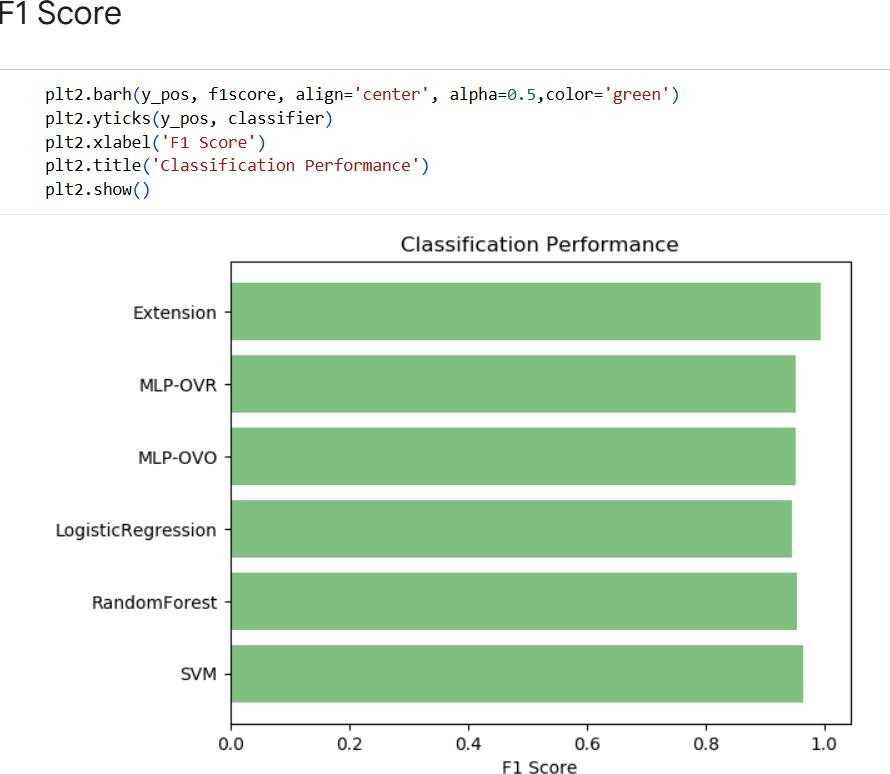 F1 Score
plt2.barh(y_pos, f1score, align='center', alpha=0.5,color='green')
plt2.yticks(y_pos, classifier)
plt2.xlabel('F1 Score')
plt2.title('Classification Performance')
plt2.show()
Classification Performance
Extension
MLP-OVR
MLP-OVO
LogisticRegression
RandomForest
SVM
0.0 0.2 0.4 0.6 0.8 1.0
F1 Score